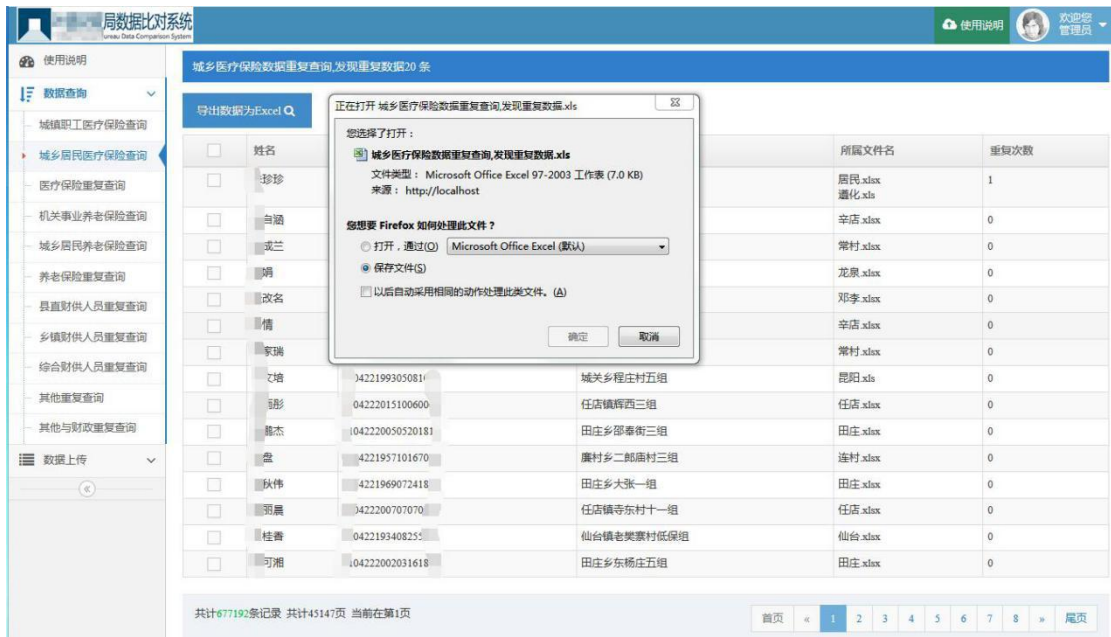 局数据比对系统
ureau Data Comparison System
使用说明
欢迎您
管理员
使用说明
数据查询
城镇职工医疗保险查询
城乡居民医疗保险查询
医疗保险重复查询
机关事业养老保险查询
城乡居民养老保险查询
养老保险重复查询
县直财供人员重复查询
乡镇财供人员重复查询
综合财供人员重复查询
其他重复查询
其他与财政重复查询
数据上传
城乡医疗保险数据重复查询,发现重复数据20 条
导出数据为Excel
正在打开 城乡医疗保险数据重复查询,发现重复数据.xls
您选择了打开：
城乡医疗保险数据重复查询,发现重复数据.xls
文件类型： Microsoft Office Excel 97-2003 工作表 (7.0 KB)
来源： http://localhost
您想要 Firefox 如何处理此文件？
打开，通过(O) Microsoft Office Excel (默认)
保存文件(S)
以后自动采用相同的动作处理此类文件。(A)
确定 取消
姓名 所属文件名 重复次数
珍珍 居民.xlsx 1
遵化.xls
涵 辛店.xlsx 0
兰 常村.xlsx 0
娟 龙泉.xlsx 0
改名 邓李.xlsx 0
情 辛店.xlsx 0
家瑞 常村.xlsx 0
培 城关乡程庄村五组 昆阳.xls 0
彤 任店镇辉西三组 任店.xlsx 0
杰 田庄乡邵奉街三组 田庄.xlsx 0
盘 4221957101670 廉村乡二郎庙村三组 连村.xlsx 0
秋伟 4221969072418 田庄乡大张一组 田庄.xlsx 0
晨 任店镇寺东村十一组 任店.xlsx 0
桂香 仙台镇老樊寨村低保组 仙台.xlsx 0
可湘 田庄乡东杨庄五组 田庄.xlsx 0
共计677192条记录 共计45147页 当前在第1页
首页 « 1 2 3 4 5 6 7 8 » 尾页